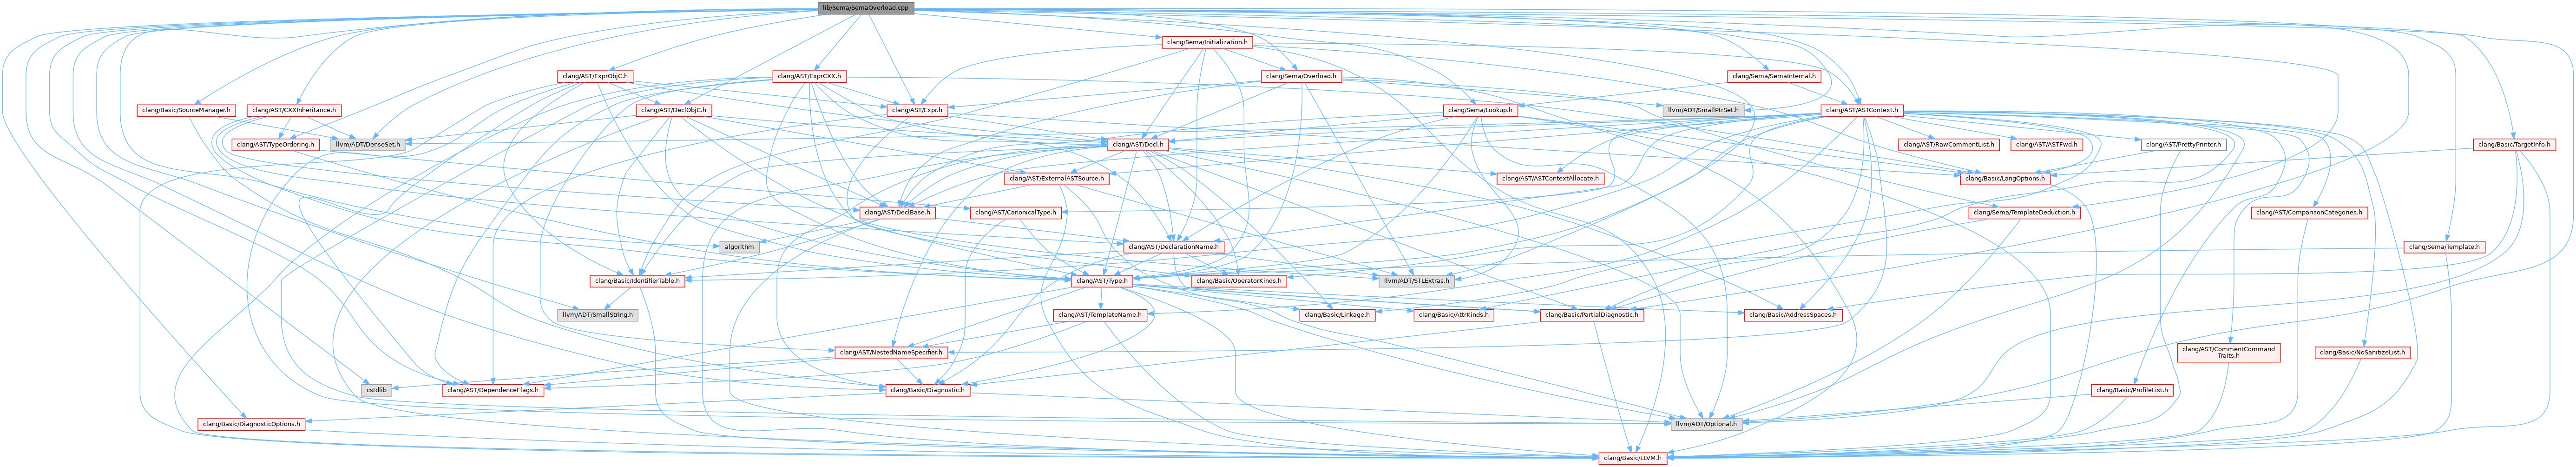 lib/Sema/SemaOverload.cpp
clang/Sema/Initialization.h
clang/AST/ExprObjC.h
clang/AST/ExprCXX.h
clang/Sema/Overload.h
clang/Sema/SemaInternal.h
clang/Basic/SourceManager.h
clang/AST/CXXInheritance.h
clang/AST/DeclObjC.h
clang/AST/Expr.h
llvm/ADT/SmallPtrSet.h
clang/Sema/Lookup.h
clang/AST/ASTContext.h
clang/AST/TypeOrdering.h
llvm/ADT/DenseSet.h
clang/AST/Decl.h
clang/AST/RawCommentList.h
clang/AST/ASTFwd.h
clang/AST/PrettyPrinter.h
clang/Basic/TargetInfo.h
clang/AST/ExternalASTSource.h
clang/AST/ASTContextAllocate.h
clang/Basic/LangOptions.h
clang/AST/DeclBase.h
clang/AST/CanonicalType.h
clang/Sema/TemplateDeduction.h
clang/AST/ComparisonCategories.h
algorithm
clang/AST/DeclarationName.h
clang/Sema/Template.h
clang/Basic/IdentifierTable.h
clang/AST/Type.h
clang/Basic/OperatorKinds.h
llvm/ADT/STLExtras.h
llvm/ADT/SmallString.h
clang/AST/TemplateName.h
clang/Basic/Linkage.h
clang/Basic/AttrKinds.h
clang/Basic/PartialDiagnostic.h
clang/Basic/AddressSpaces.h
clang/AST/NestedNameSpecifier.h
clang/AST/CommentCommand
Traits.h
clang/Basic/NoSanitizeList.h
cstdlib
clang/AST/DependenceFlags.h
clang/Basic/Diagnostic.h
clang/Basic/ProfileList.h
clang/Basic/DiagnosticOptions.h
llvm/ADT/Optional.h
clang/Basic/LLVM.h